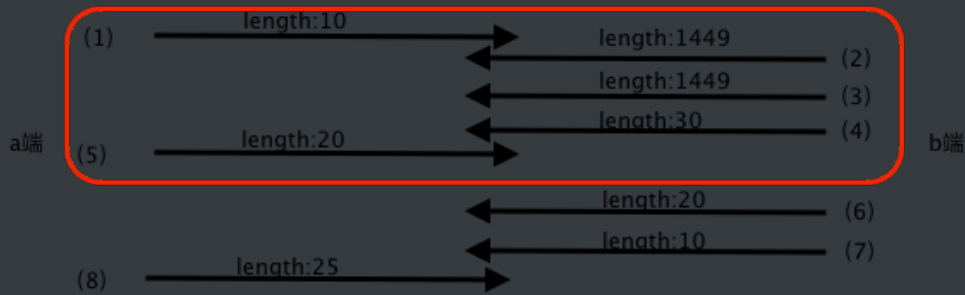 length:10
(1)
length:1449
(2)
length:1449
(3)
length:30
(4)
a端
b端
length:20
(5)
length:20
(6)
length:10
(7)
length:25
(8)